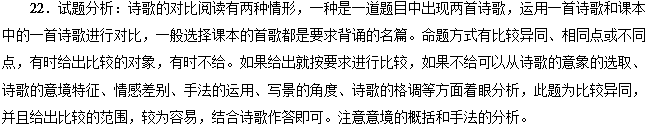 22．试题分析：诗歌的对比阅读有两种情形，一种是一道题目中出现两首诗歌，运用一首诗歌和课本
中的一首诗歌进行对比，一般选择课本的首歌都是要求背诵的名篇。命题方式有比较异同、相同点或不同
点，有时给出比较的对象，有时不给。如果给出就按要求进行比较，如果不给可以从诗歌的意象的选取、
诗歌的意境特征、情感差别、手法的运用、写景的角度、诗歌的格调等方面着眼分析，此题为比较异同，
并且给出比较的范围，较为容易，结合诗歌作答即可。注意意境的概括和手法的分析。